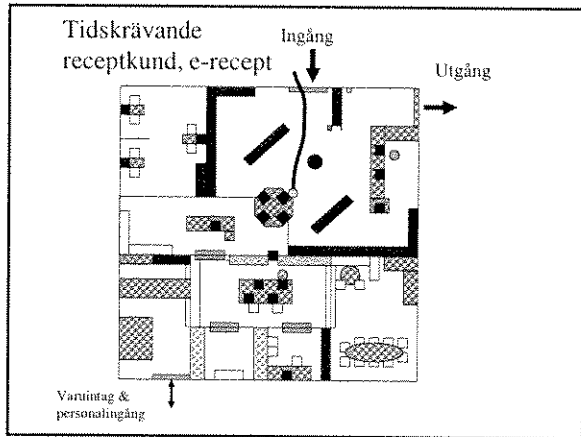 Tidskrävande
receptkund, e-recept
Ingång
Utgång
Varuintag &
personalingång